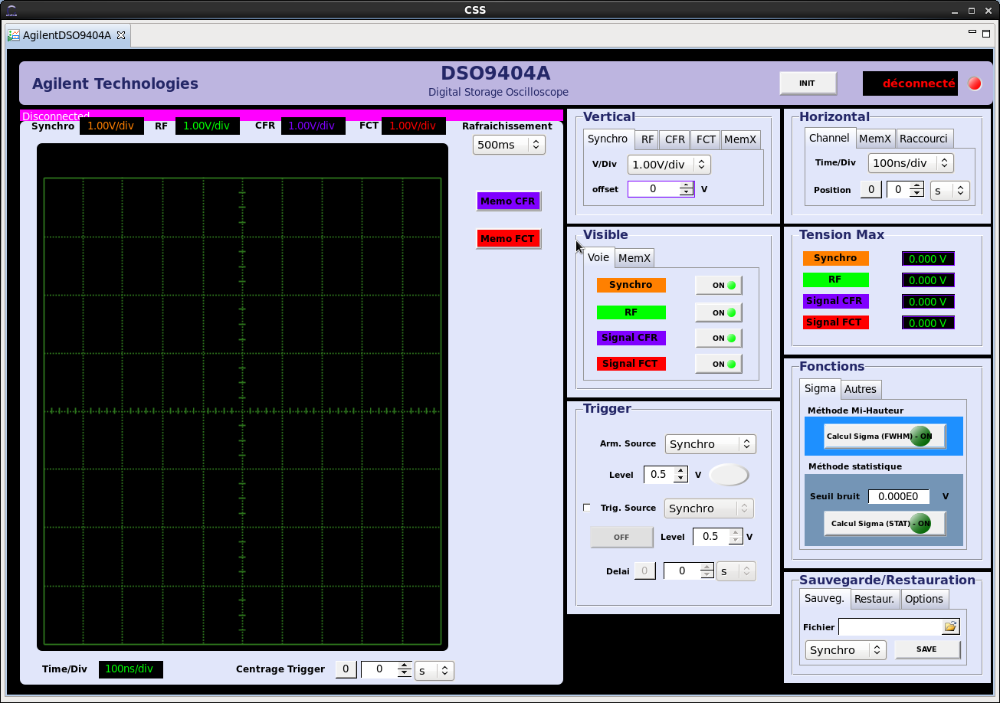 CSS
AgilentDSO9404A
Agilent Technologies
DSO9404A
Digital Storage Oscilloscope
INIT
déconnecté
Disconnected
Synchro 1.00V/div RF 1.00V/div CFR 1.00V/div FCT 1.00V/div
Rafraichissement
500ms
Memo CFR
Memo FCT
Time/Div 100ns/div Centrage Trigger 0 0 s
Vertical
Synchro RF CFR FCT MemX
V/Div 1.00V/div
offset 0 V
Horizontal
Channel MemX Raccourci
Time/Div 100ns/div
Position 0 0 s
Visible
Voie MemX
Synchro ON
RF ON
Signal CFR ON
Signal FCT ON
Tension Max
Synchro 0.000 V
RF 0.000 V
Signal CFR 0.000 V
Signal FCT 0.000 V
Trigger
Arm. Source Synchro
Level 0.5 V
Trig. Source Synchro
OFF Level 0.5 V
Delai 0 0 s
Fonctions
Sigma Autres
Méthode Mi-Hauteur
Calcul Sigma (FWHM) - ON
Méthode statistique
Seuil bruit 0.000E0 V
Calcul Sigma (STAT) - ON
Sauvegarde/Restauration
Sauveg. Restaur. Options
Fichier
Synchro SAVE